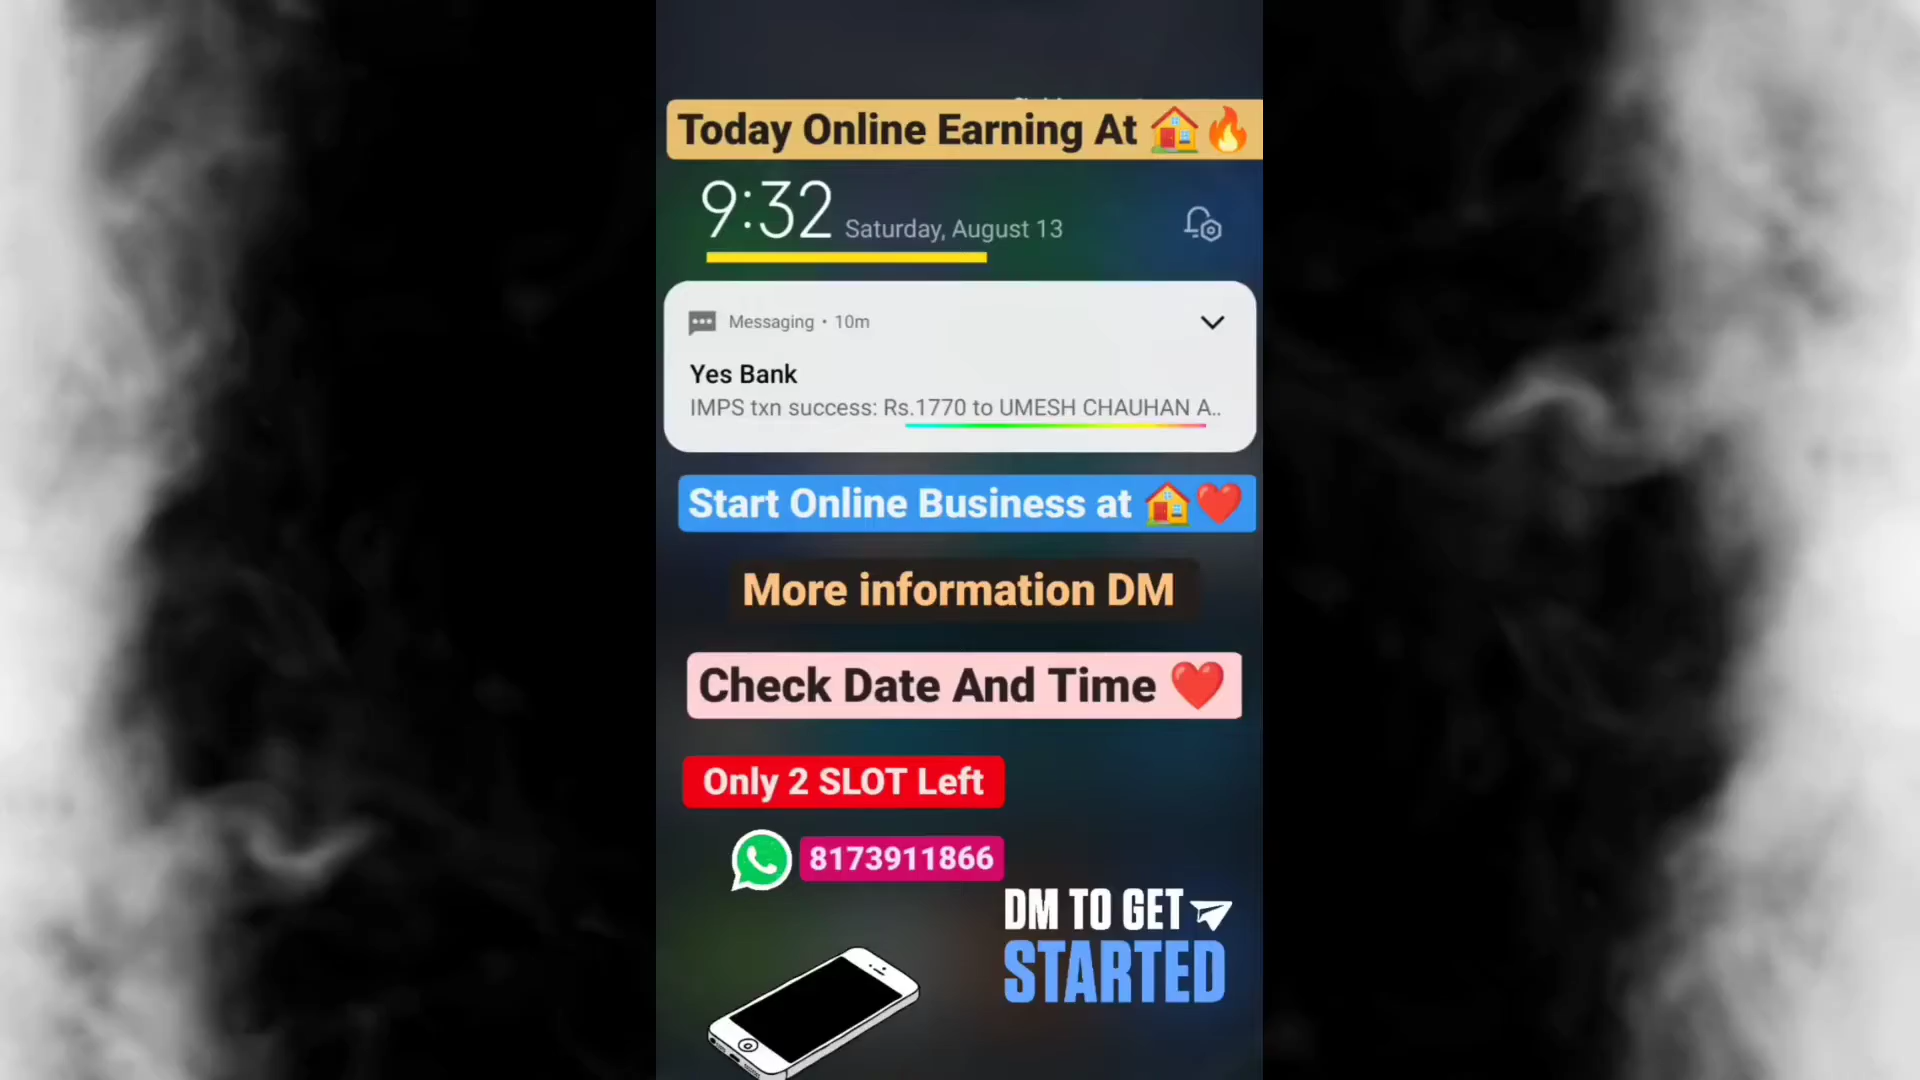 Today Online Earning At 🏠🔥
9:32 Saturday, August 13
Messaging • 10m
Yes Bank
IMPS txn success: Rs.1770 to UMESH CHAUHAN A..
Start Online Business at 🏠❤️
More information DM
Check Date And Time ❤️
Only 2 SLOT Left
8173911866
DM TO GET
STARTED